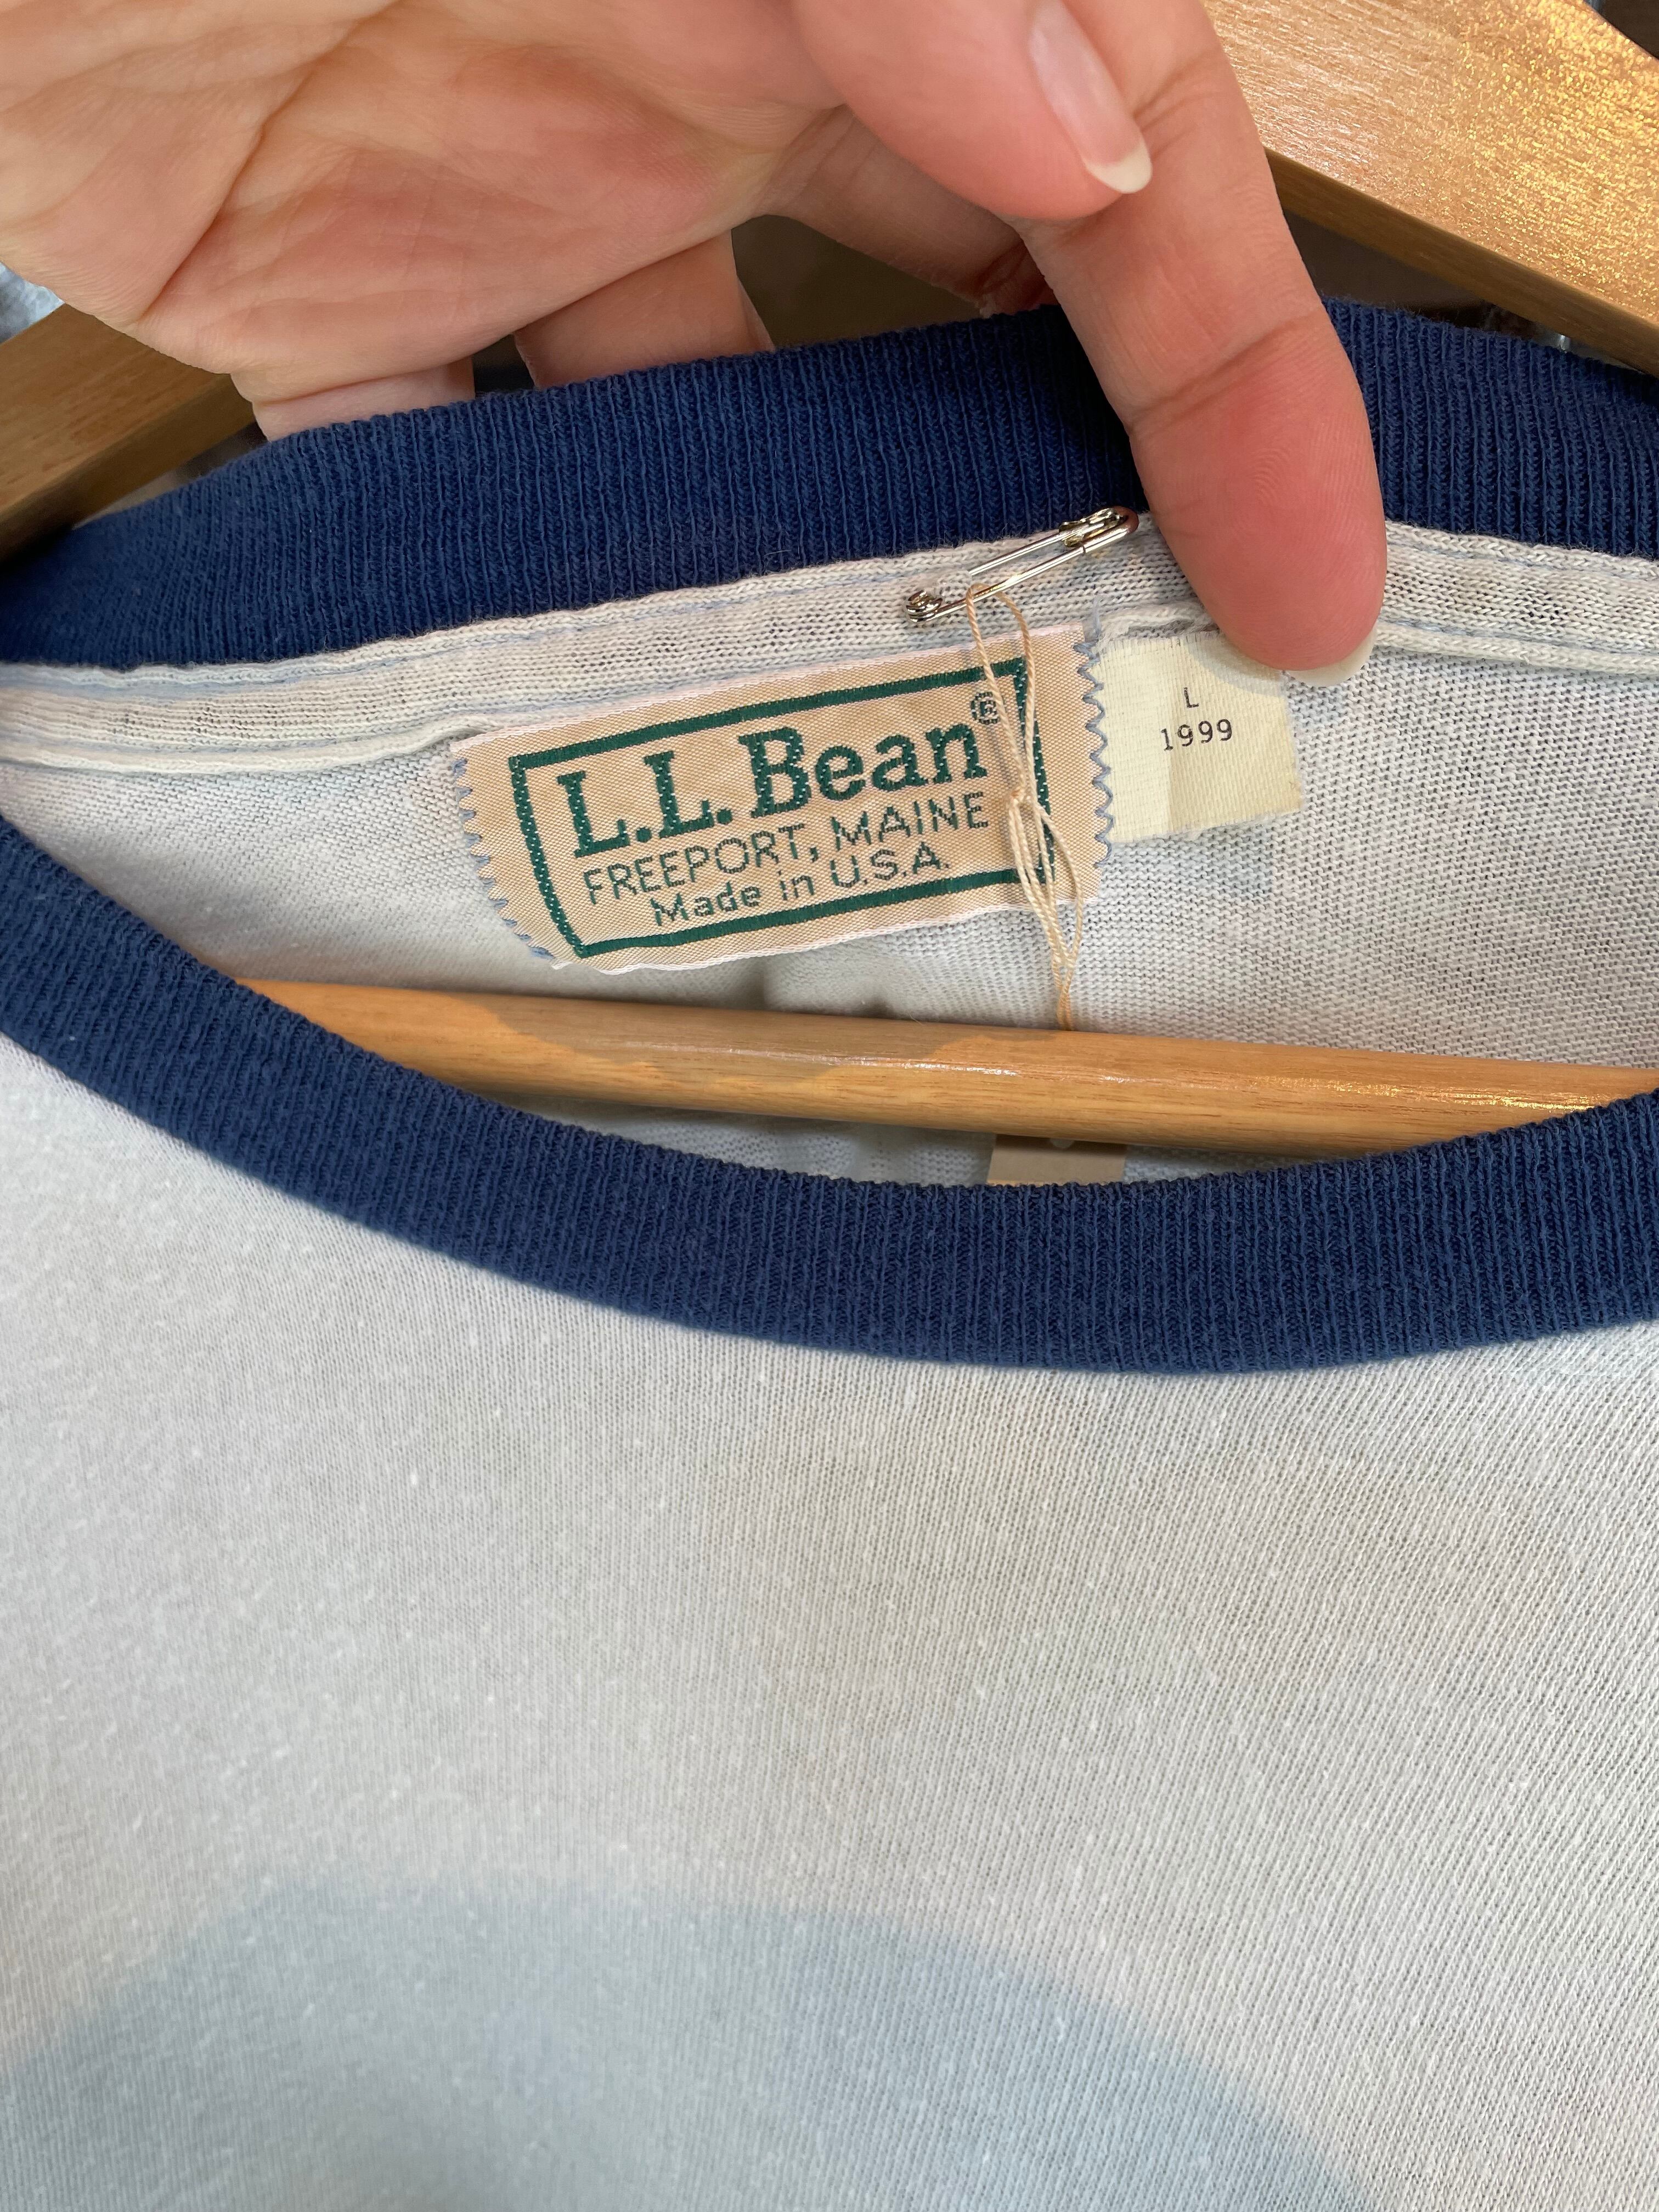 L.L.Bean®
FREEPORT, MAINE
Made in U.S.A.
L
1999